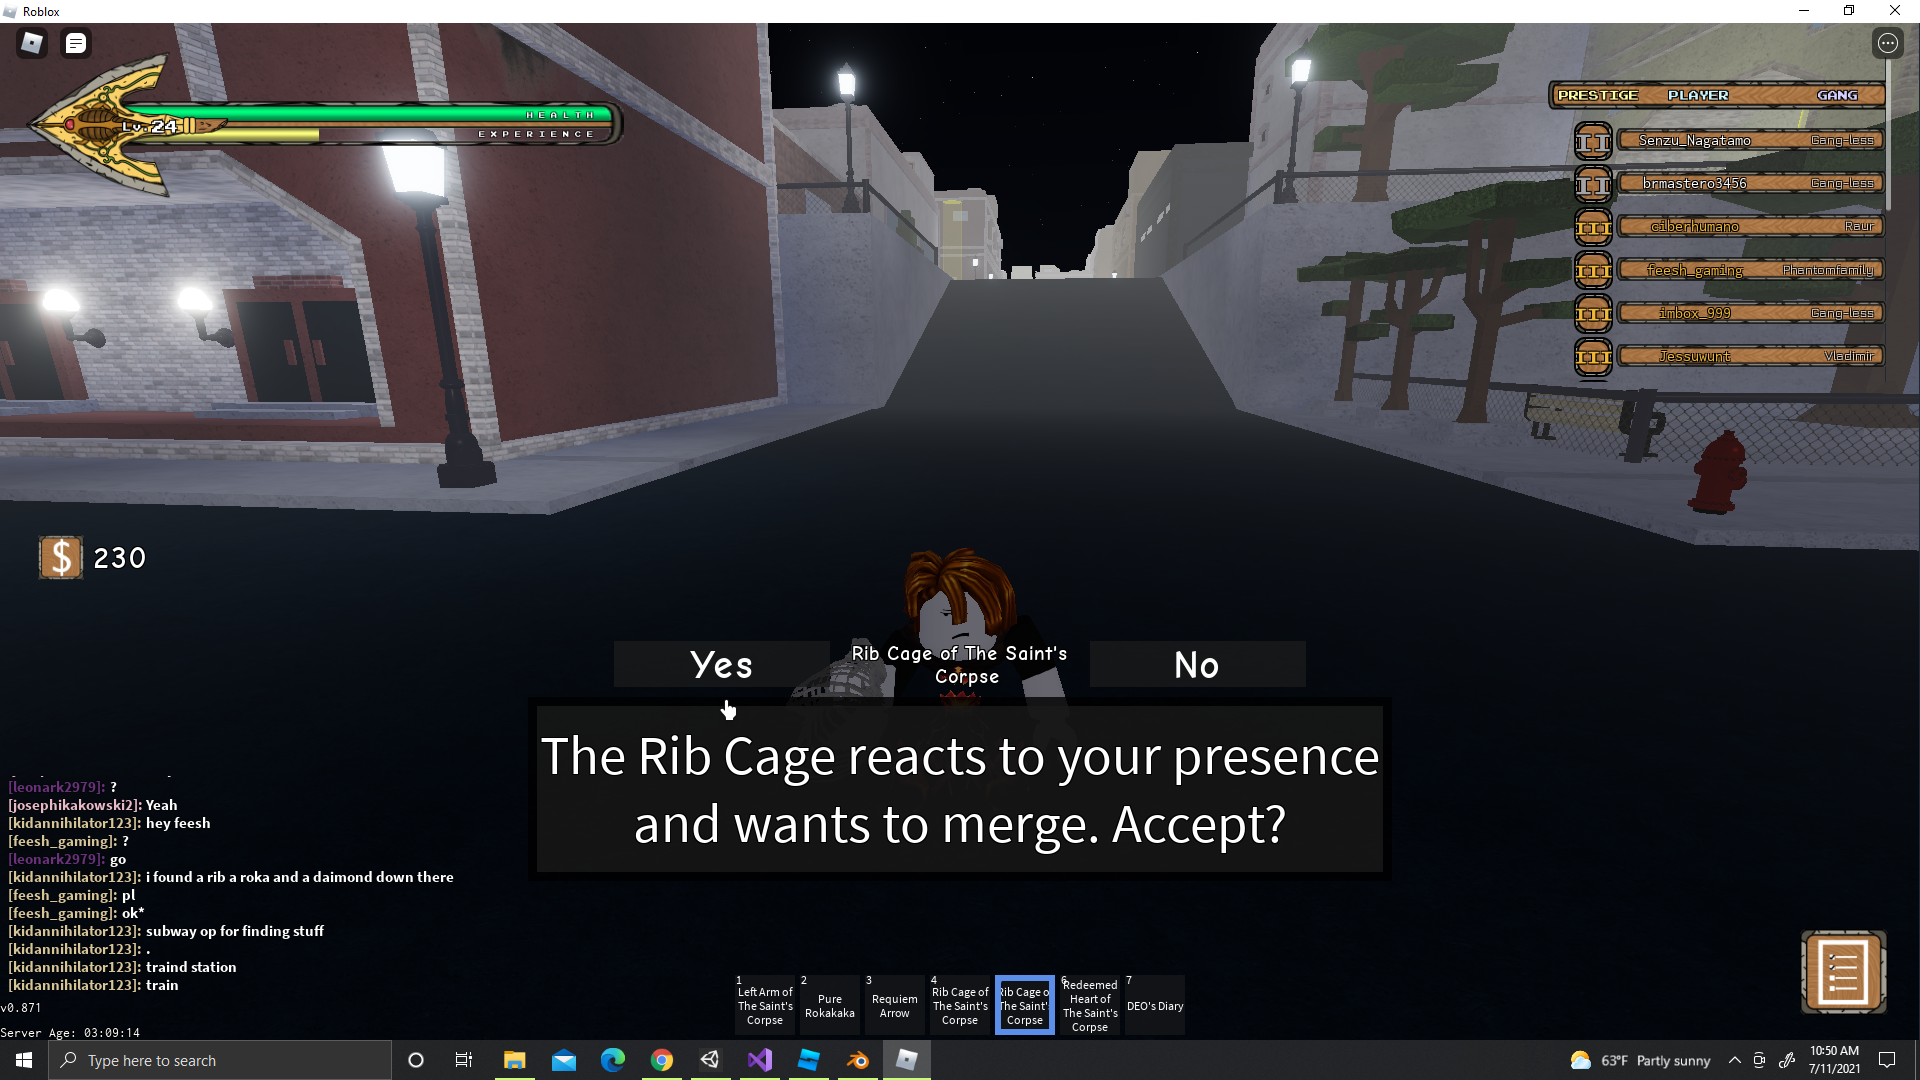 Roblox
HEALTH
Lv.24
EXPERIENCE
PRESTIGE PLAYER GANG
Senzu_Nagatamo Gang-less
brmastero3456 Gang-less
ciberhumano Raur
feesh_gaming Phantomfamily
imbox_999 Gang-less
Jessuwunt Vladimir
$ 230
Yes
Rib Cage of The Saint's
Corpse
No
The Rib Cage reacts to your presence
and wants to merge. Accept?
[leonark2979]: ?
[josephikakowski2]: Yeah
[kidannihilator123]: hey feesh
[feesh_gaming]: ?
[leonark2979]: go
[kidannihilator123]: i found a rib a roka and a daimond down there
[feesh_gaming]: pl
[feesh_gaming]: ok*
[kidannihilator123]: subway op for finding stuff
[kidannihilator123]: .
[kidannihilator123]: traind station
[kidannihilator123]: train
v0.871
Server Age: 03:09:14
1
Left Arm of
The Saint's
Corpse
2
Pure
Rokakaka
3
Requiem
Arrow
4
Rib Cage of
The Saint's
Corpse
Rib Cage o
The Saint'
Corpse
6
Redeemed
Heart of
The Saint's
Corpse
7
DEO's Diary
Type here to search
63°F Partly sunny
10:50 AM
7/11/2021